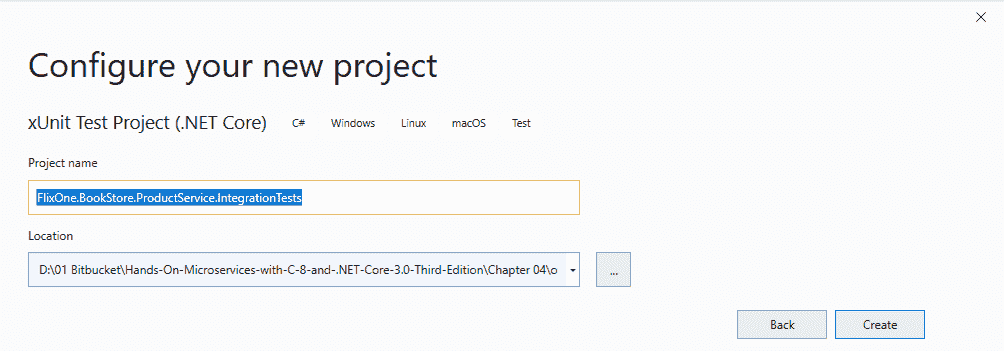 Configure your new project
xUnit Test Project (.NET Core) C# Windows Linux macOS Test
Project name
FlixOne.BookStore.ProductService.IntegrationTests
Location
D:\01 Bitbucket\Hands-On-Microservices-with-C-8-and-.NET-Core-3.0-Third-Edition\Chapter 04\o
...
Back Create